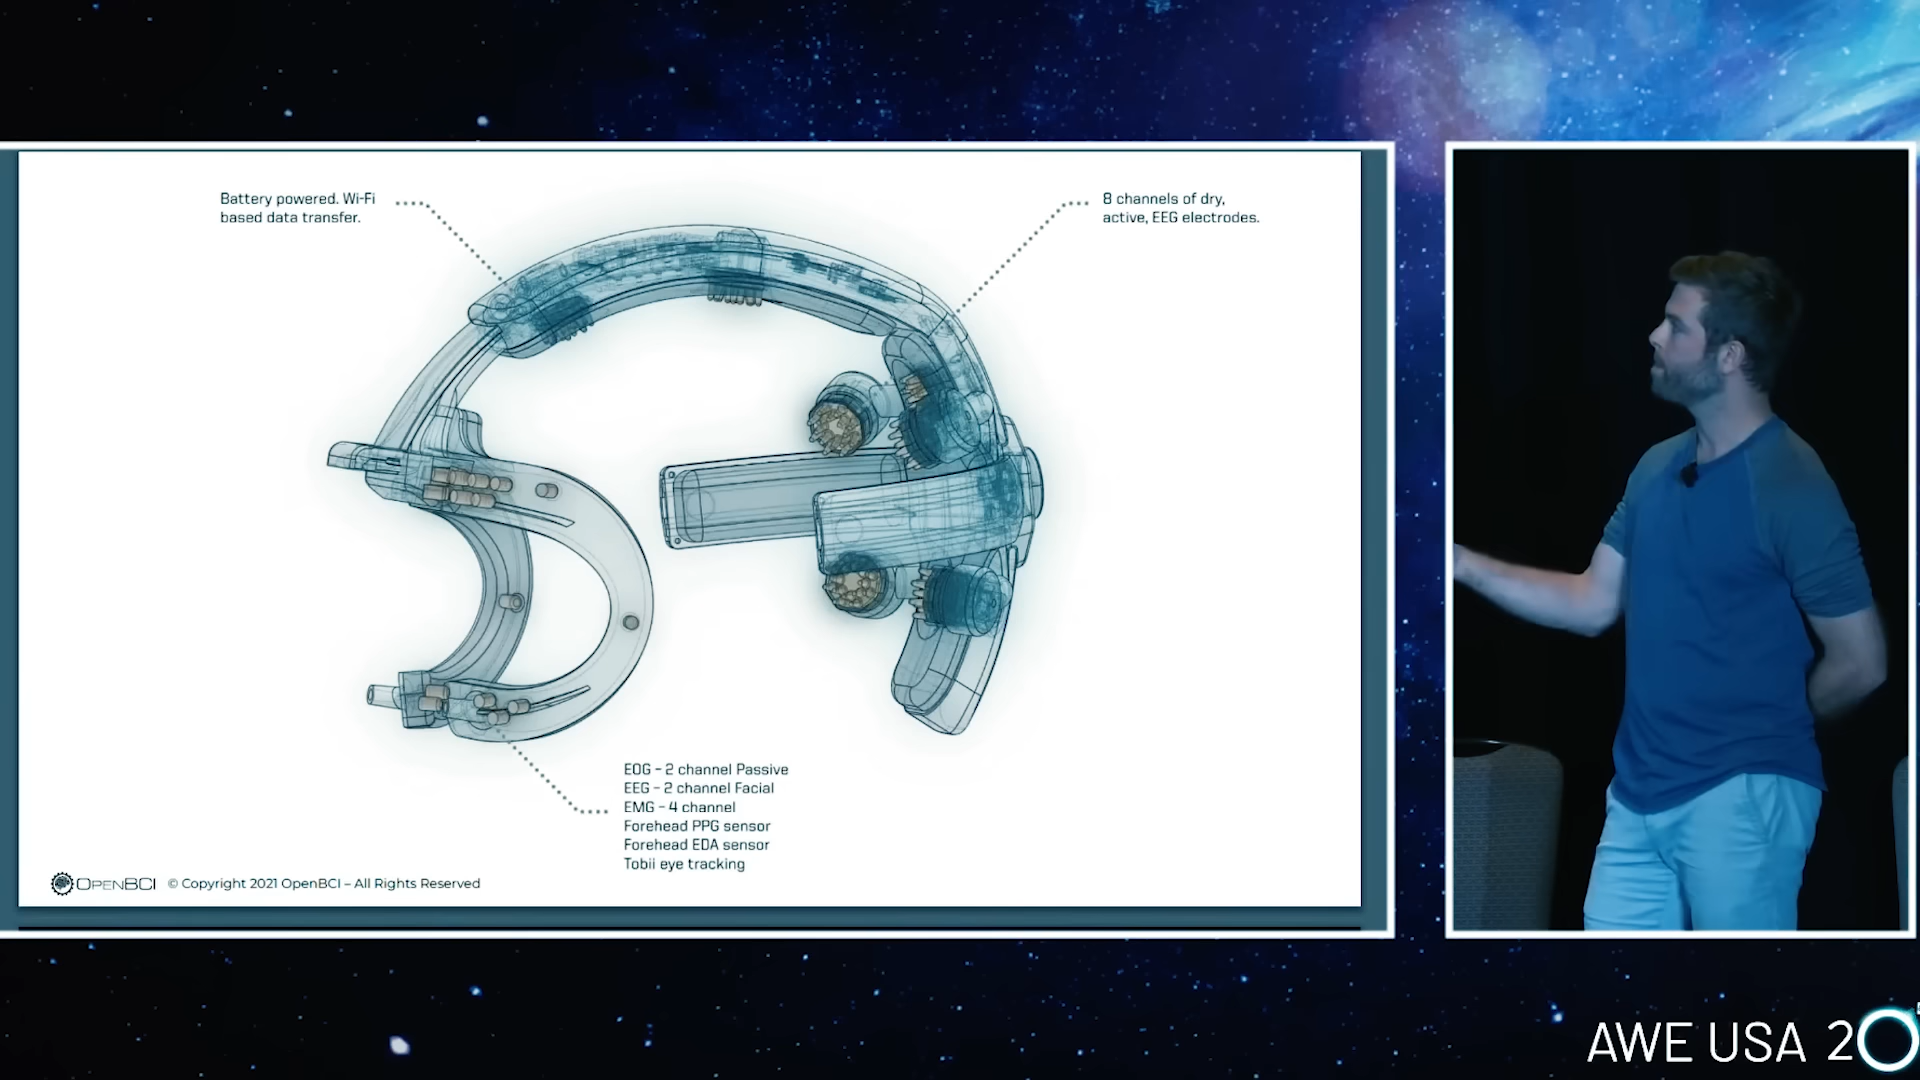 Battery powered. Wi-Fi
based data transfer.
8 channels of dry,
active, EEG electrodes.
EOG – 2 channel Passive
EEG – 2 channel Facial
EMG – 4 channel
Forehead PPG sensor
Forehead EDA sensor
Tobii eye tracking
OPENBCI © Copyright 2021 OpenBCI – All Rights Reserved
AWE USA 20